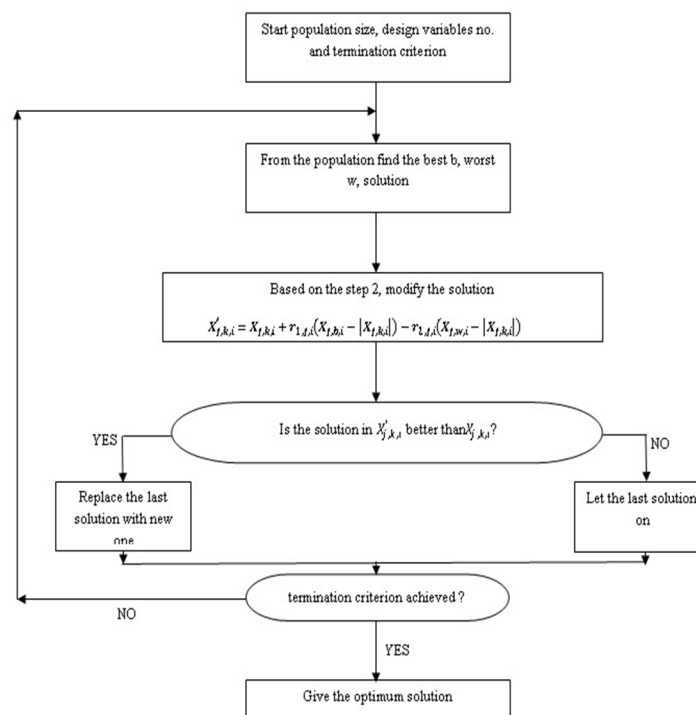 Start population size, design variables no.
and termination criterion
From the population find the best b, worst
w, solution
Based on the step 2, modify the solution
X'ₜ,ₖ,ᵢ = Xₜ,ₖ,ᵢ + r₁,ₜ,ᵢ(Xₜ,b,ᵢ − |Xₜ,ₖ,ᵢ|) − r₂,ₜ,ᵢ(Xₜ,w,ᵢ − |Xₜ,ₖ,ᵢ|)
Is the solution in X'ⱼ,ₖ,ᵢ better thanXⱼ,ₖ,ᵢ?
YES
NO
Replace the last
solution with new
one
Let the last solution
on
termination criterion achieved ?
NO
YES
Give the optimum solution